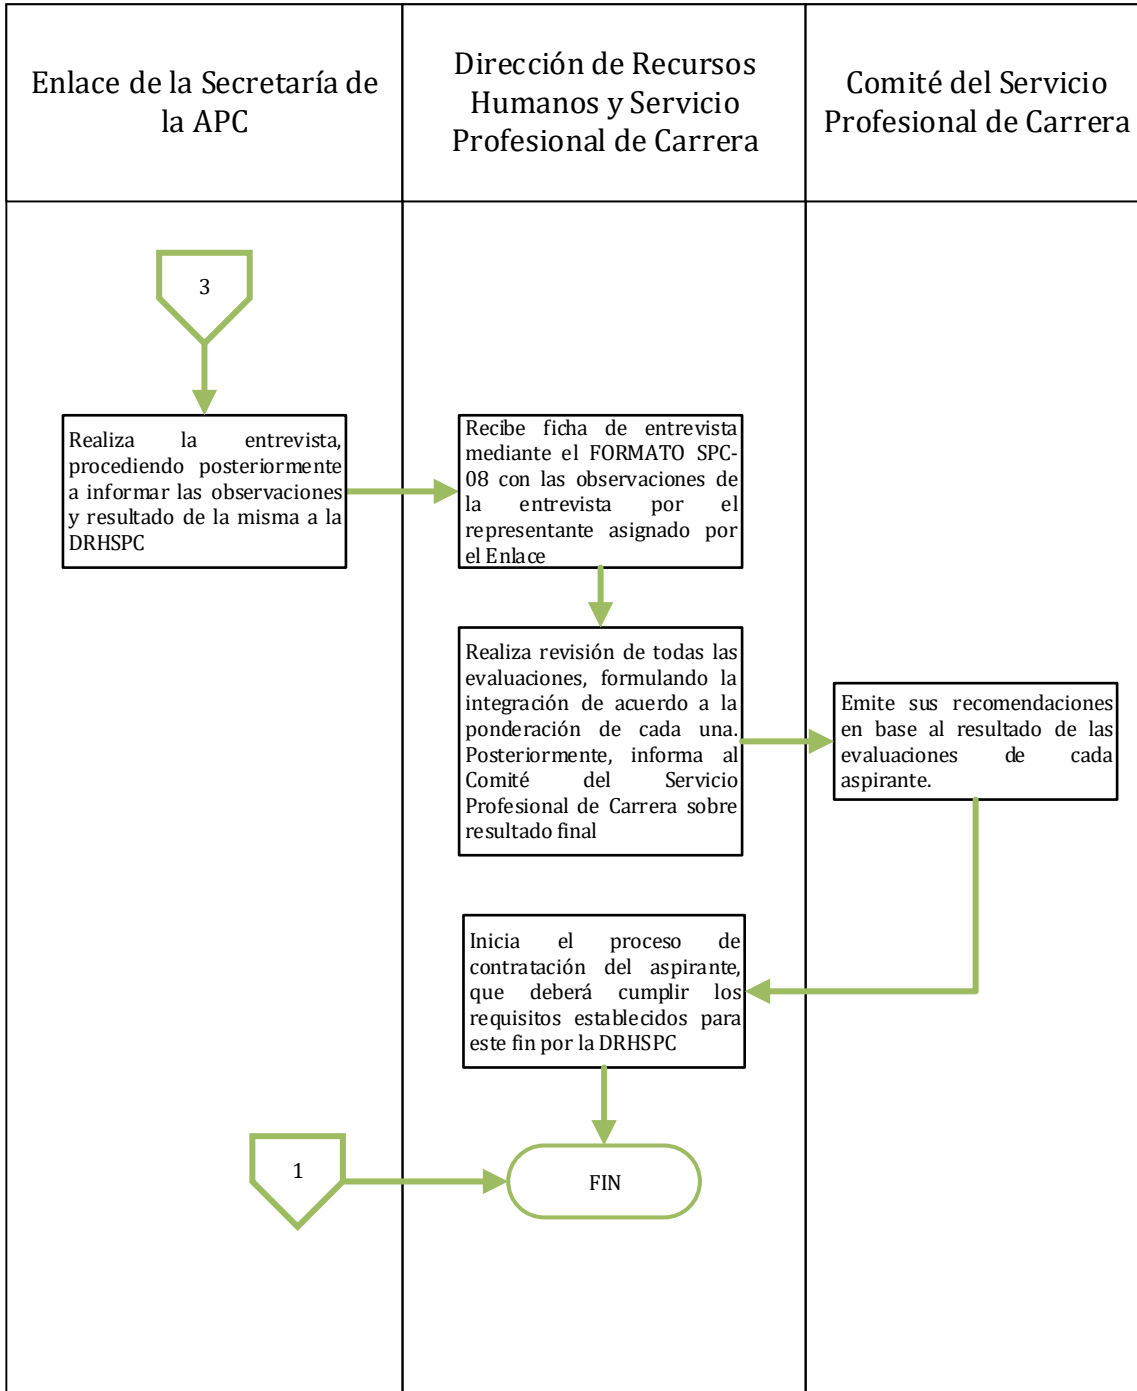 Enlace de la Secretaría de
la APC
Dirección de Recursos
Humanos y Servicio
Profesional de Carrera
Comité del Servicio
Profesional de Carrera
3
Realiza la entrevista,
procediendo posteriormente
a informar las observaciones
y resultado de la misma a la
DRHSPC
Recibe ficha de entrevista
mediante el FORMATO SPC-
08 con las observaciones de
la entrevista por el
representante asignado por
el Enlace
Realiza revisión de todas las
evaluaciones, formulando la
integración de acuerdo a la
ponderación de cada una.
Posteriormente, informa al
Comité del Servicio
Profesional de Carrera sobre
resultado final
Emite sus recomendaciones
en base al resultado de las
evaluaciones de cada
aspirante.
Inicia el proceso de
contratación del aspirante,
que deberá cumplir los
requisitos establecidos para
este fin por la DRHSPC
1
FIN